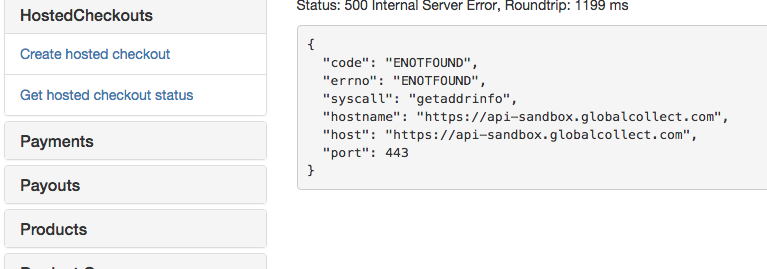 HostedCheckouts
Create hosted checkout
Get hosted checkout status
Payments
Payouts
Products
Status: 500 Internal Server Error, Roundtrip: 1199 ms
{
"code": "ENOTFOUND",
"errno": "ENOTFOUND",
"syscall": "getaddrinfo",
"hostname": "https://api-sandbox.globalcollect.com",
"host": "https://api-sandbox.globalcollect.com",
"port": 443
}